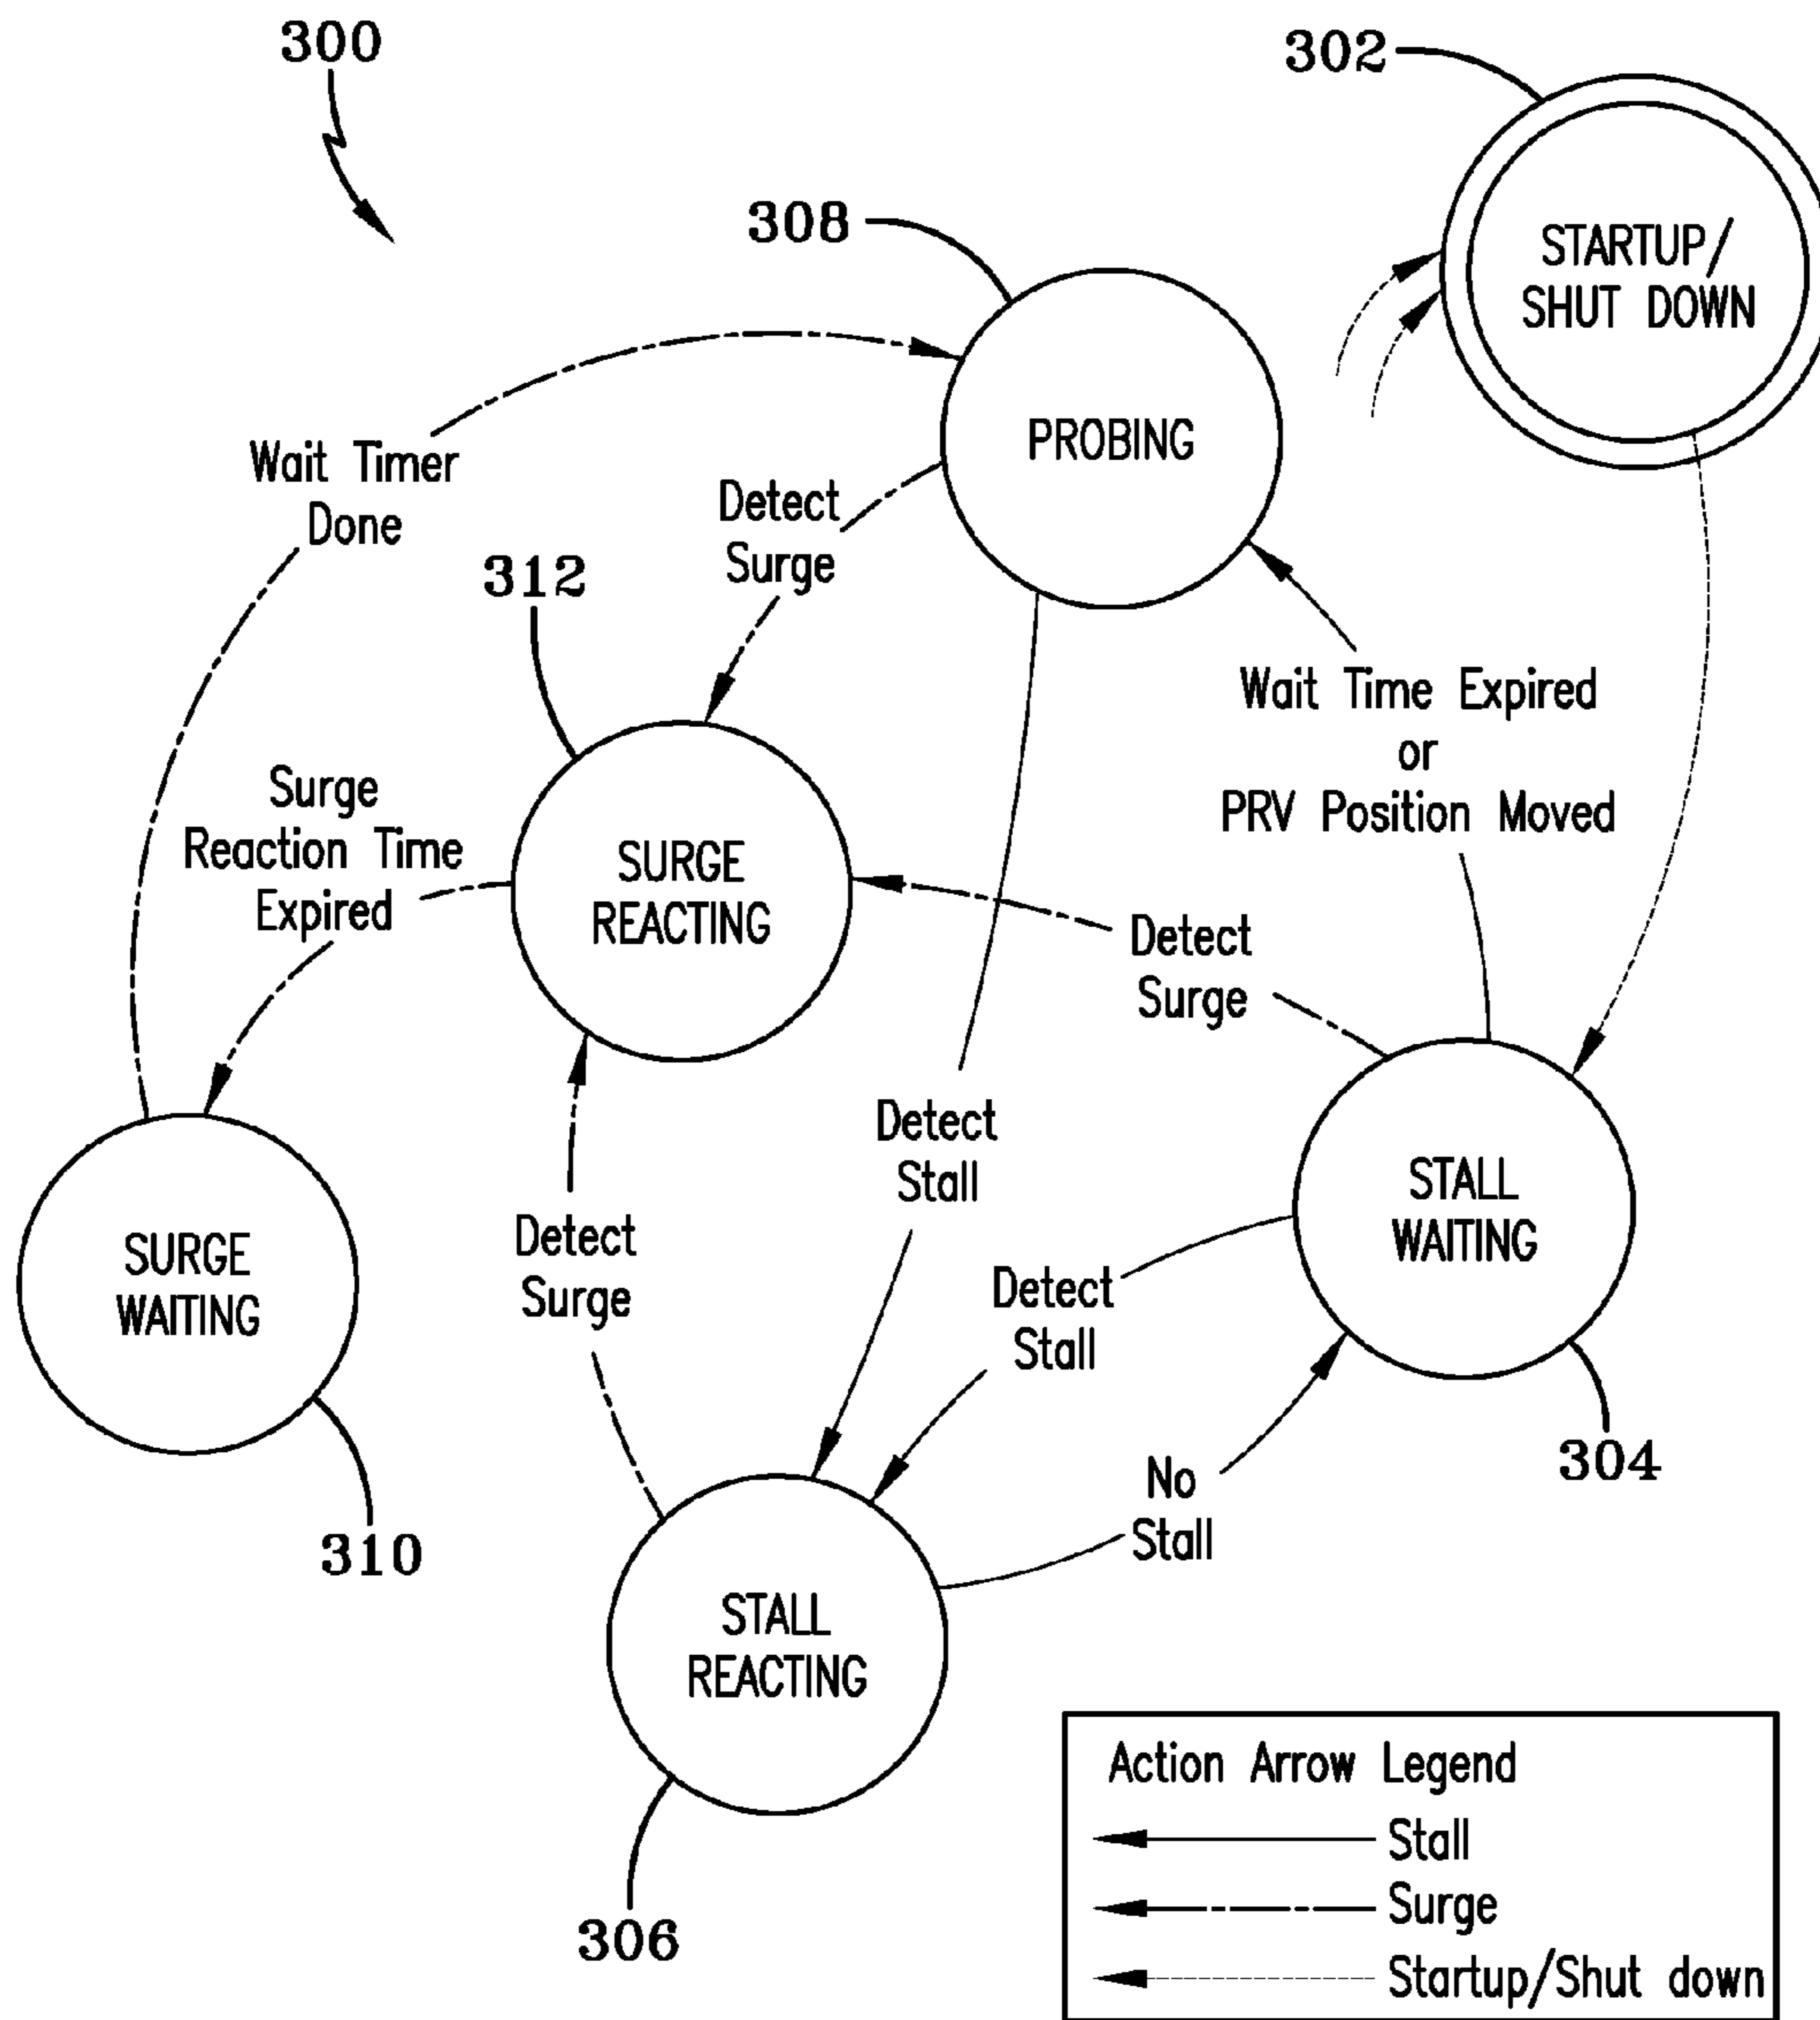 300
302
308
STARTUP/
SHUT DOWN
PROBING
Wait Timer
Done
Detect
Surge
312
Wait Time Expired
or
PRV Position Moved
Surge
Reaction Time
Expired
SURGE
REACTING
Detect
Surge
Detect
Stall
STALL
WAITING
Detect
Surge
SURGE
WAITING
Detect
Stall
304
No
Stall
310
STALL
REACTING
306
Action Arrow Legend
Stall
Surge
Startup/Shut down